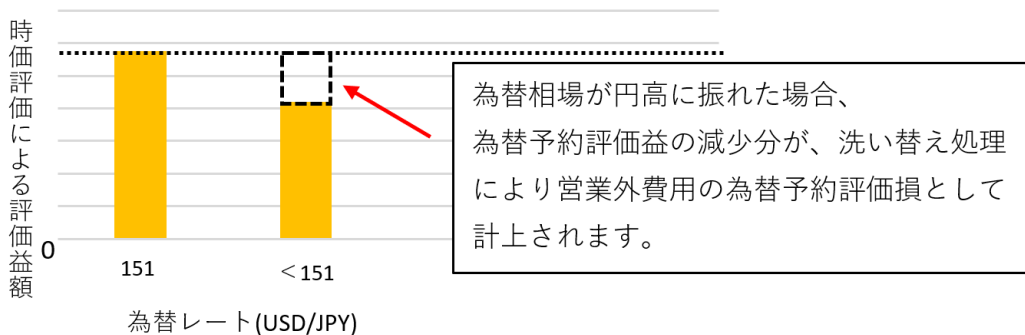 時価評価による評価益額
0
151
＜151
為替レート(USD/JPY)
為替相場が円高に振れた場合、
為替予約評価益の減少分が、洗い替え処理
により営業外費用の為替予約評価損として
計上されます。